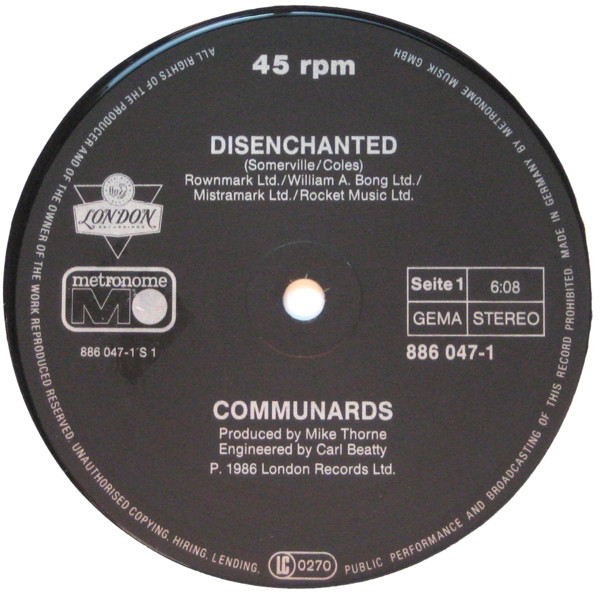 45 rpm
DISENCHANTED
(Somerville/Coles)
Rownmark Ltd./William A. Bong Ltd./
Mistramark Ltd./Rocket Music Ltd.
LONDON
RECORDINGS
metronome
M
886 047-1 S 1
Seite 1 6:08
GEMA STEREO
886 047-1
COMMUNARDS
Produced by Mike Thorne
Engineered by Carl Beatty
P. 1986 London Records Ltd.
ALL RIGHTS OF THE PRODUCER AND OF THE OWNER OF THE WORK REPRODUCED RESERVED. UNAUTHORISED COPYING, HIRING, LENDING, PUBLIC PERFORMANCE AND BROADCASTING OF THIS RECORD PROHIBITED. MADE IN GERMANY BY METRONOME MUSIK GMBH
LC 0270